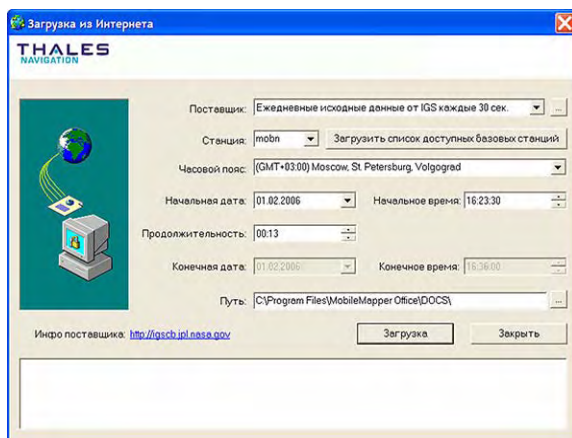 Загрузка из Интернета
THALES
NAVIGATION
Поставщик: Ежедневные исходные данные от IGS каждые 30 сек. ...
Станция: mobn Загрузить список доступных базовых станций
Часовой пояс: (GMT+03:00) Moscow, St. Petersburg, Volgograd
Начальная дата: 01.02.2006 Начальное время: 16:23:30
Продолжительность: 00:13
Конечная дата: 01.02.2006 Конечное время: 16:36:00
Путь: C:\Program Files\MobileMapper Office\DOCS\ ...
Инфо поставщика: http://igscb.jpl.nasa.gov Загрузка Закрыть